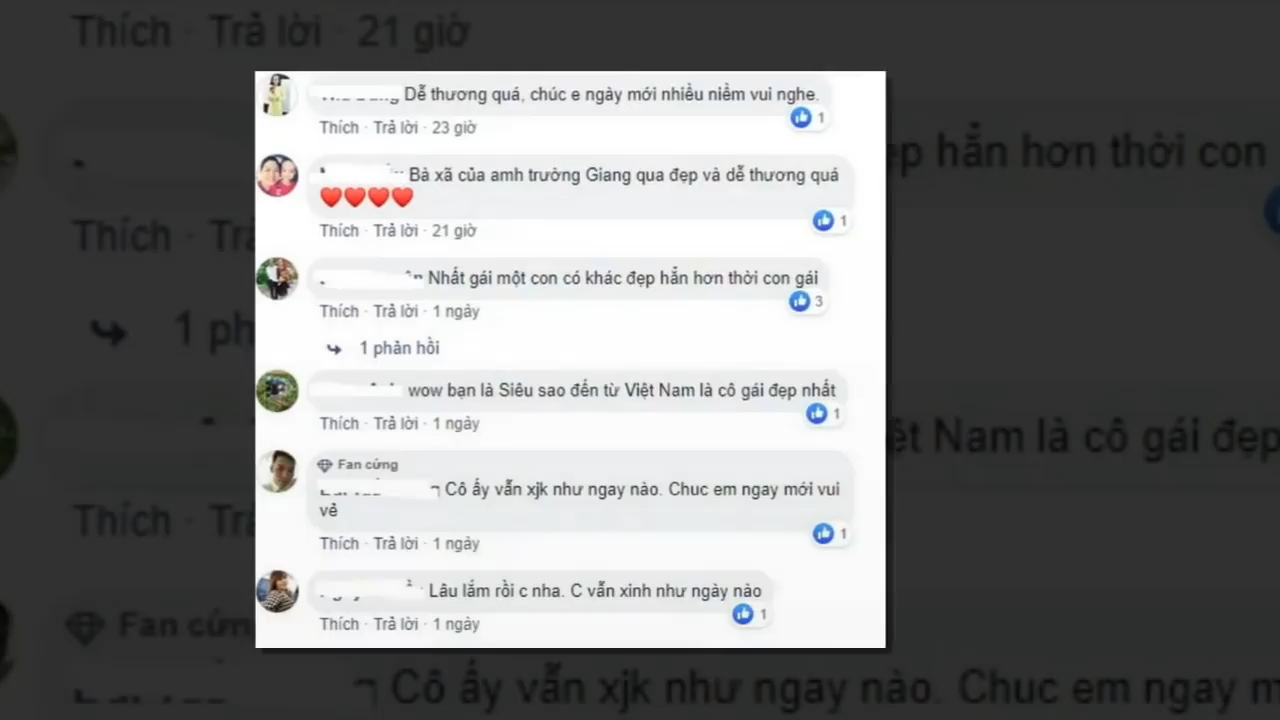 Thích · Trả lời · 21 giờ
Dễ thương quá, chúc e ngày mới nhiều niềm vui nghe.
1
Thích · Trả lời · 23 giờ
Bà xã của amh trường Giang qua đẹp và dễ thương quá
❤️❤️❤️❤️
1
Thích · Trả lời · 21 giờ
Nhất gái một con có khác đẹp hẳn hơn thời con gái
3
Thích · Trả lời · 1 ngày
1 phản hồi
wow bạn là Siêu sao đến từ Việt Nam là cô gái đẹp nhất
1
Thích · Trả lời · 1 ngày
Fan cứng
Cô ấy vẫn xjk như ngay nào. Chuc em ngay mới vui
vẻ
1
Thích · Trả lời · 1 ngày
Lâu lắm rồi c nha. C vẫn xinh như ngày nào
1
Thích · Trả lời · 1 ngày
hẳn hơn thời con
Thích
1
Việt Nam là cô gái đẹp
Thích
Fan cứng
Cô ấy vẫn xjk như ngay nào. Chuc em ngay